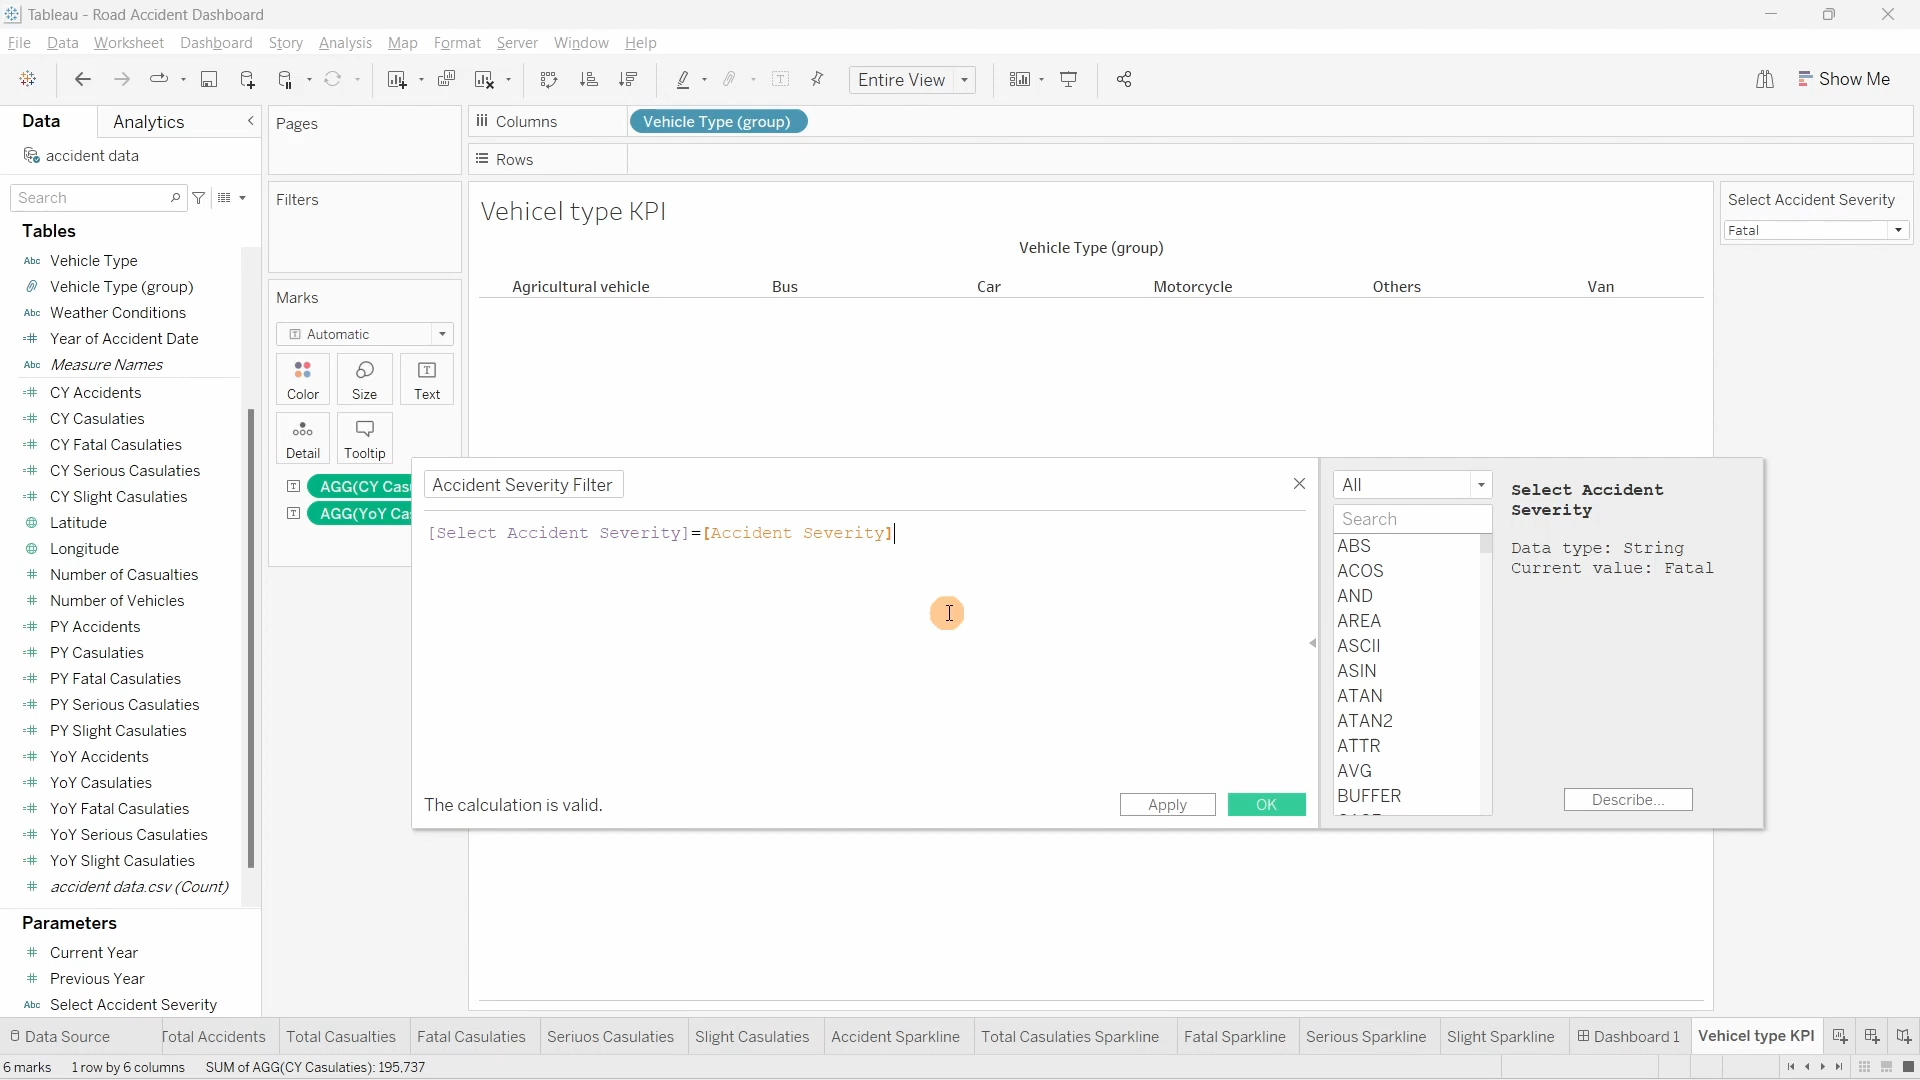 Tableau - Road Accident Dashboard
File Data Worksheet Dashboard Story Analysis Map Format Server Window Help
Entire View
Show Me
Data Analytics
accident data
Search
Tables
Abc Vehicle Type
Vehicle Type (group)
Abc Weather Conditions
Year of Accident Date
Abc Measure Names
CY Accidents
CY Casulaties
CY Fatal Casulaties
CY Serious Casulaties
CY Slight Casulaties
Latitude
Longitude
Number of Casualties
Number of Vehicles
PY Accidents
PY Casulaties
PY Fatal Casulaties
PY Serious Casulaties
PY Slight Casulaties
YoY Accidents
YoY Casulaties
YoY Fatal Casulaties
YoY Serious Casulaties
YoY Slight Casulaties
accident data.csv (Count)
Parameters
Current Year
Previous Year
Abc Select Accident Severity
Pages
Filters
Marks
Automatic
Color Size Text
Detail Tooltip
AGG(CY Cas
AGG(YoY Ca
Columns Vehicle Type (group)
Rows
Vehicel type KPI
Vehicle Type (group)
Agricultural vehicle Bus Car Motorcycle Others Van
Select Accident Severity
Fatal
Accident Severity Filter
[Select Accident Severity]=[Accident Severity]
The calculation is valid.
Apply OK
All
Search
ABS
ACOS
AND
AREA
ASCII
ASIN
ATAN
ATAN2
ATTR
AVG
BUFFER
Select Accident
Severity
Data type: String
Current value: Fatal
Describe...
Data Source Total Accidents Total Casualties Fatal Casulaties Seriuos Casulaties Slight Casulaties Accident Sparkline Total Casulaties Sparkline Fatal Sparkline Serious Sparkline Slight Sparkline Dashboard 1 Vehicel type KPI
6 marks 1 row by 6 columns SUM of AGG(CY Casulaties): 195,737